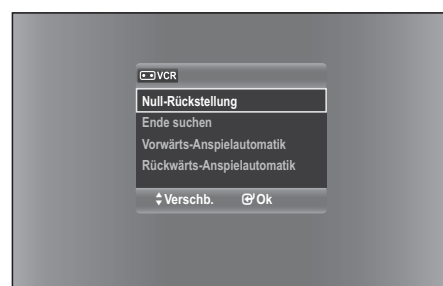 VCR
Null-Rückstellung
Ende suchen
Vorwärts-Anspielautomatik
Rückwärts-Anspielautomatik
Verschb. Ok